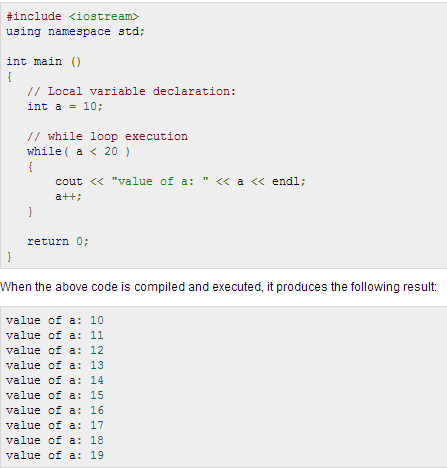 #include <iostream>
using namespace std;

int main ()
{
   // Local variable declaration:
   int a = 10;

   // while loop execution
   while( a < 20 )
   {
       cout << "value of a: " << a << endl;
       a++;
   }

   return 0;
}
When the above code is compiled and executed, it produces the following result:
value of a: 10
value of a: 11
value of a: 12
value of a: 13
value of a: 14
value of a: 15
value of a: 16
value of a: 17
value of a: 18
value of a: 19